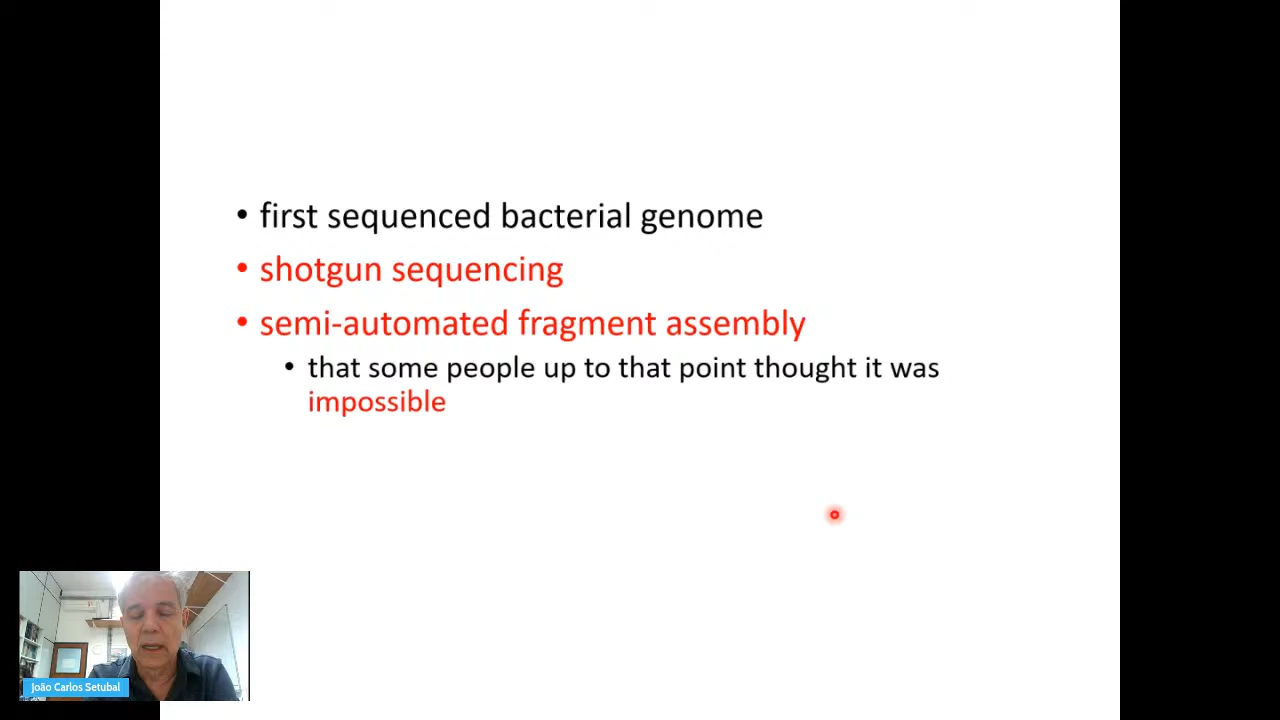 • first sequenced bacterial genome
• shotgun sequencing
• semi-automated fragment assembly
• that some people up to that point thought it was
impossible
João Carlos Setubal